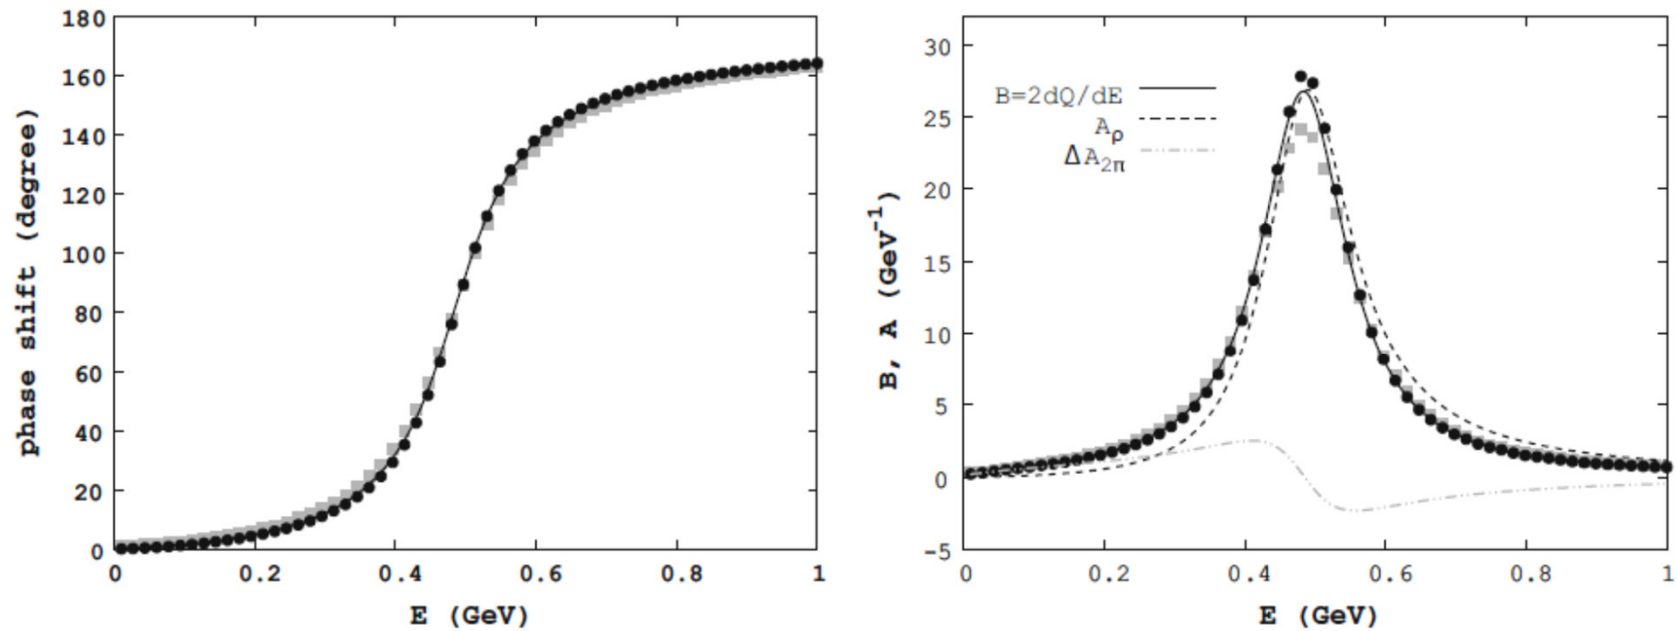 phase shift (degree)
180
160
140
120
100
80
60
40
20
0
0 0.2 0.4 0.6 0.8 1
E (GeV)
B, A (GeV⁻¹)
30
25
20
15
10
5
0
-5
B=2dQ/dE
Aρ
ΔA2π
0 0.2 0.4 0.6 0.8 1
E (GeV)